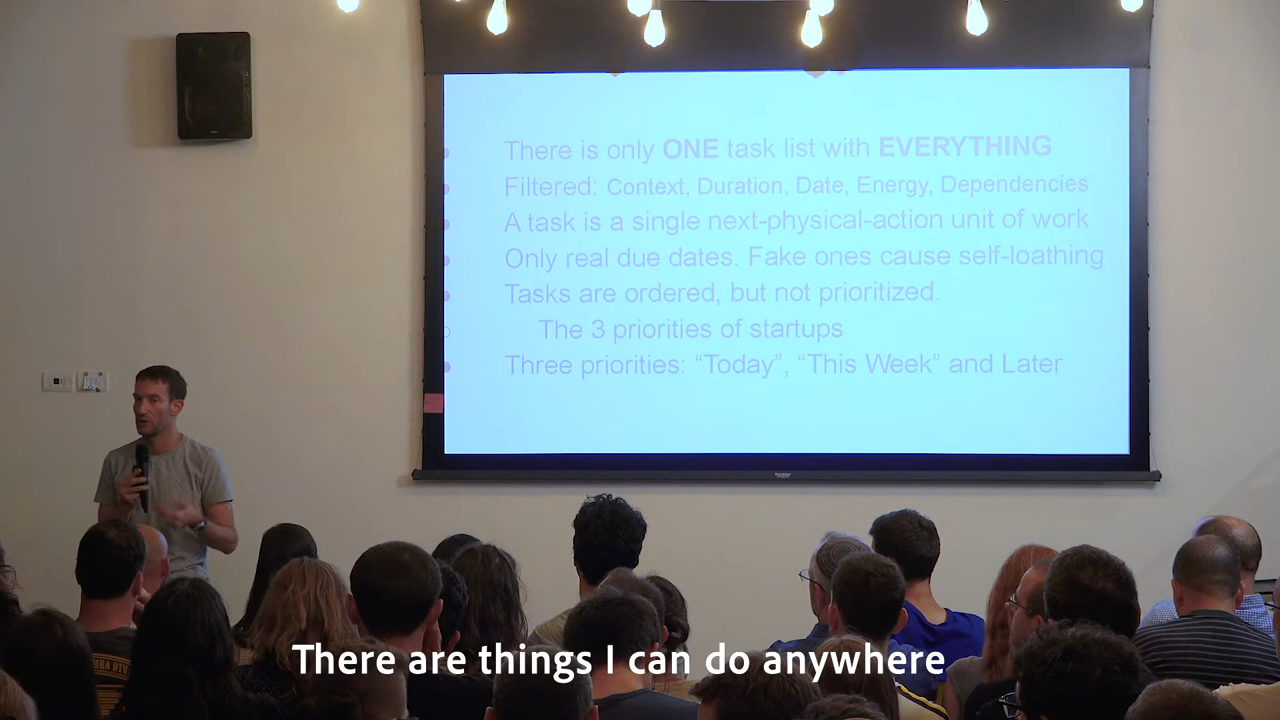 There is only ONE task list with EVERYTHING
Filtered: Context, Duration, Date, Energy, Dependencies
A task is a single next-physical-action unit of work
Only real due dates. Fake ones cause self-loathing
Tasks are ordered, but not prioritized.
The 3 priorities of startups
Three priorities: “Today”, “This Week” and Later
There are things I can do anywhere